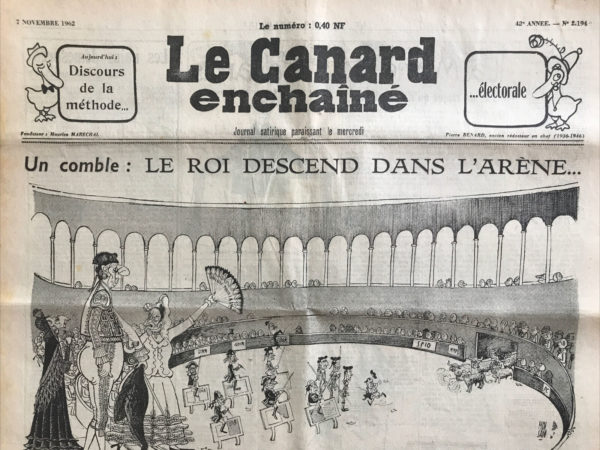 7 NOVEMBRE 1962
Le numéro : 0,40 NF
42e ANNÉE. — N° 2.194
Aujourd'hui :
Discours
de la
méthode...
Le Canard
enchaîné
...électorale
Fondateur : Maurice MARECHAL
Journal satirique paraissant le mercredi
Pierre BENARD, ancien rédacteur en chef (1936-1946)
Un comble : LE ROI DESCEND DANS L'ARÈNE...